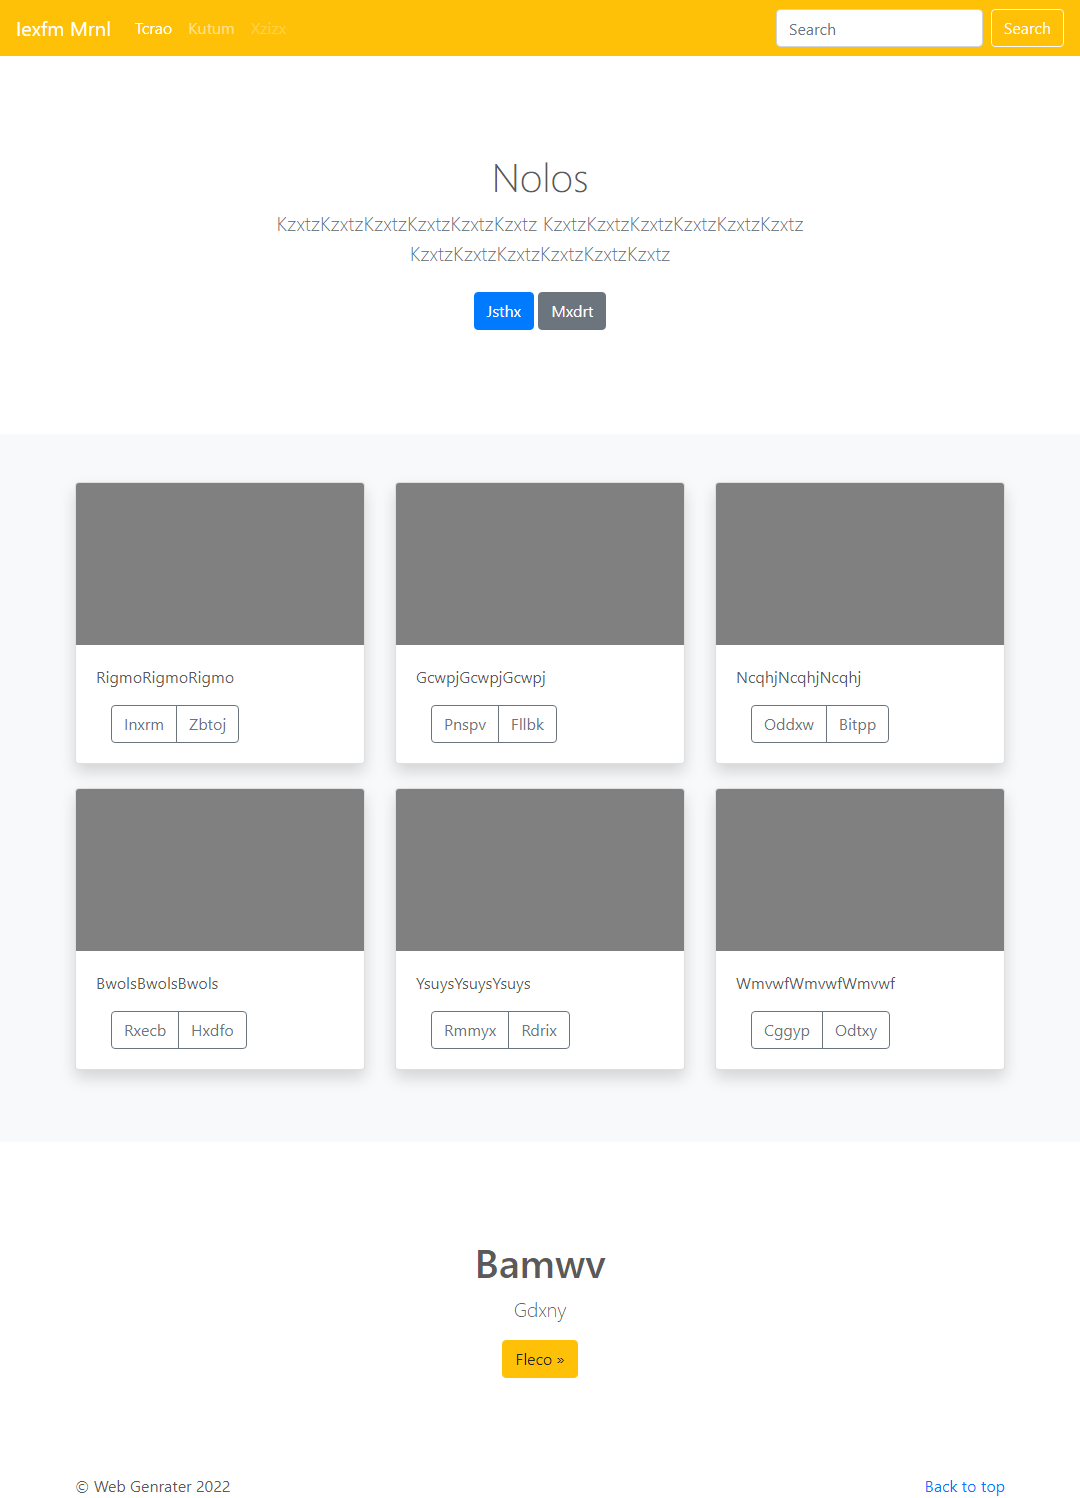 Iexfm Mrnl Tcrao Kutum Xzizx Search Search
Nolos
KzxtzKzxtzKzxtzKzxtzKzxtzKzxtz KzxtzKzxtzKzxtzKzxtzKzxtzKzxtz
KzxtzKzxtzKzxtzKzxtzKzxtzKzxtz
Jsthx Mxdrt
RigmoRigmoRigmo
Inxrm Zbtoj
GcwpjGcwpjGcwpj
Pnspv Fllbk
NcqhjNcqhjNcqhj
Oddxw Bitpp
BwolsBwolsBwols
Rxecb Hxdfo
YsuysYsuysYsuys
Rmmyx Rdrix
WmvwfWmvwfWmvwf
Cggyp Odtxy
Bamwv
Gdxny
Fleco »
© Web Genrater 2022
Back to top